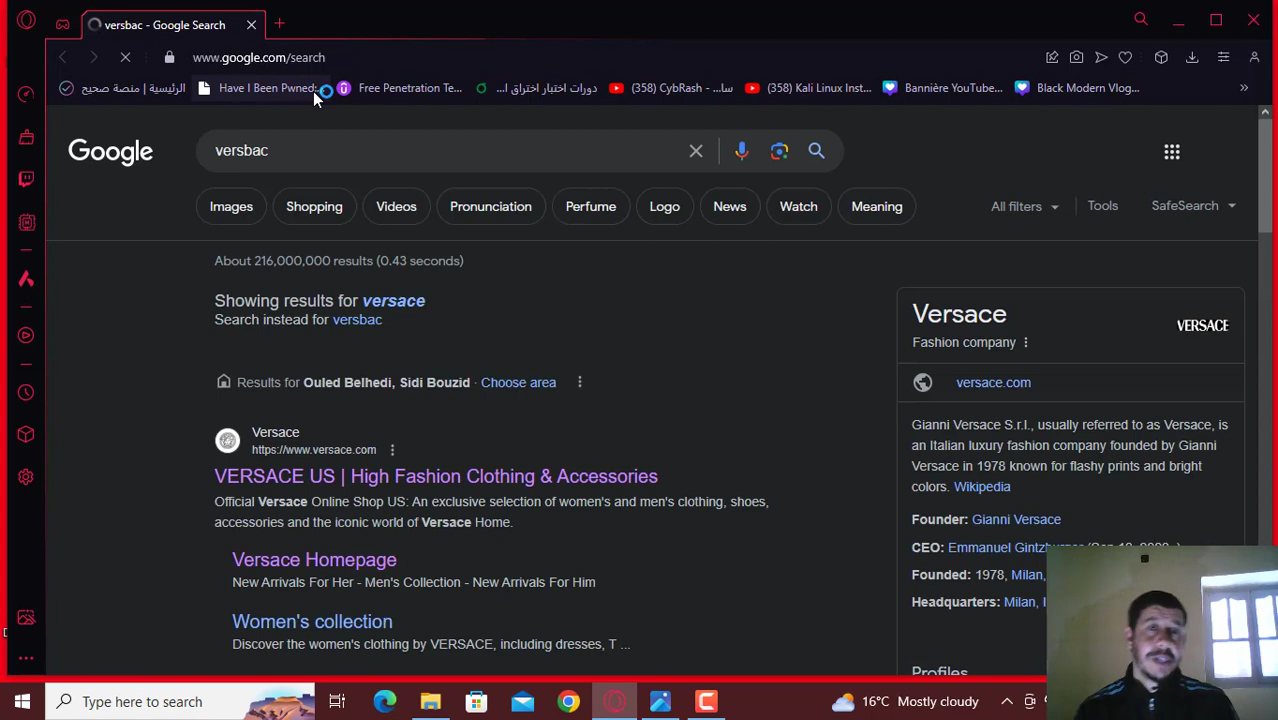 versbac - Google Search
www.google.com/search
الرئيسية | منصة صحيح
Have I Been Pwned:
Free Penetration Te...
دورات اختبار اختراق ا...
(358) CybRash - سا...
(358) Kali Linux Inst...
Bannière YouTube...
Black Modern Vlog...
Google
versbac
Images
Shopping
Videos
Pronunciation
Perfume
Logo
News
Watch
Meaning
All filters
Tools
SafeSearch
About 216,000,000 results (0.43 seconds)
Showing results for versace
Search instead for versbac
Results for Ouled Belhedi, Sidi Bouzid · Choose area
Versace
https://www.versace.com
VERSACE US | High Fashion Clothing & Accessories
Official Versace Online Shop US: An exclusive selection of women's and men's clothing, shoes,
accessories and the iconic world of Versace Home.
Versace Homepage
New Arrivals For Her - Men's Collection - New Arrivals For Him
Women's collection
Discover the women's clothing by VERSACE, including dresses, T ...
Versace
Fashion company
VERSACE
versace.com
Gianni Versace S.r.l., usually referred to as Versace, is
an Italian luxury fashion company founded by Gianni
Versace in 1978 known for flashy prints and bright
colors. Wikipedia
Founder: Gianni Versace
CEO: Emmanuel
Founded: 1978, Milan,
Headquarters: Milan, I
Profiles
Type here to search
16°C Mostly cloudy